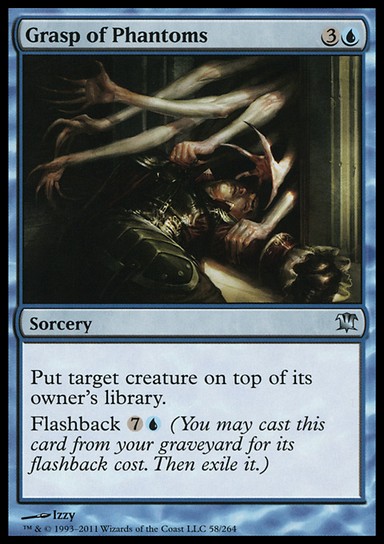 Grasp of Phantoms 3
Sorcery
Put target creature on top of its
owner's library.
Flashback 7 (You may cast this
card from your graveyard for its
flashback cost. Then exile it.)
Izzy
™ & © 1993–2011 Wizards of the Coast LLC 58/264